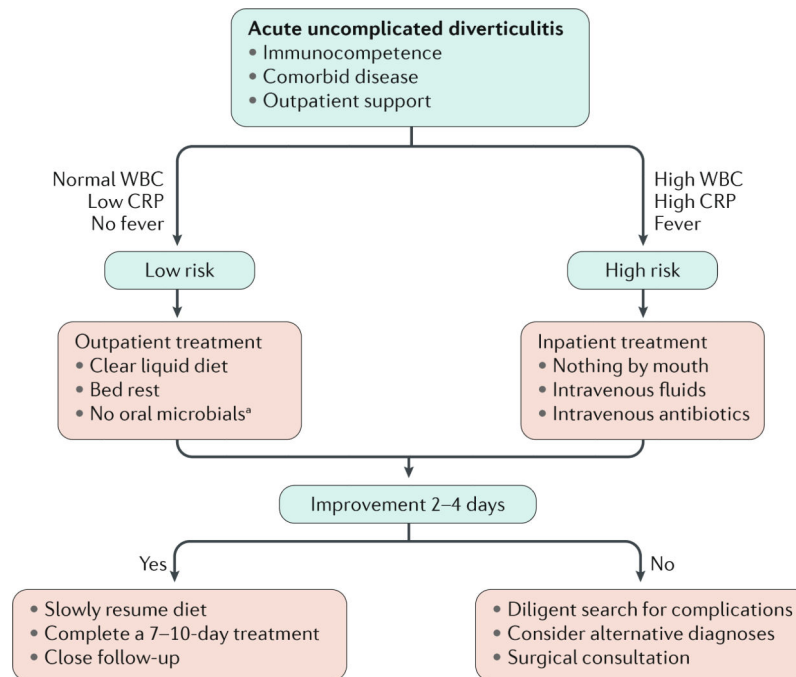 Acute uncomplicated diverticulitis
• Immunocompetence
• Comorbid disease
• Outpatient support
Normal WBC
Low CRP
No fever
High WBC
High CRP
Fever
Low risk
High risk
Outpatient treatment
• Clear liquid diet
• Bed rest
• No oral microbialsᵃ
Inpatient treatment
• Nothing by mouth
• Intravenous fluids
• Intravenous antibiotics
Improvement 2–4 days
Yes
No
• Slowly resume diet
• Complete a 7–10-day treatment
• Close follow-up
• Diligent search for complications
• Consider alternative diagnoses
• Surgical consultation